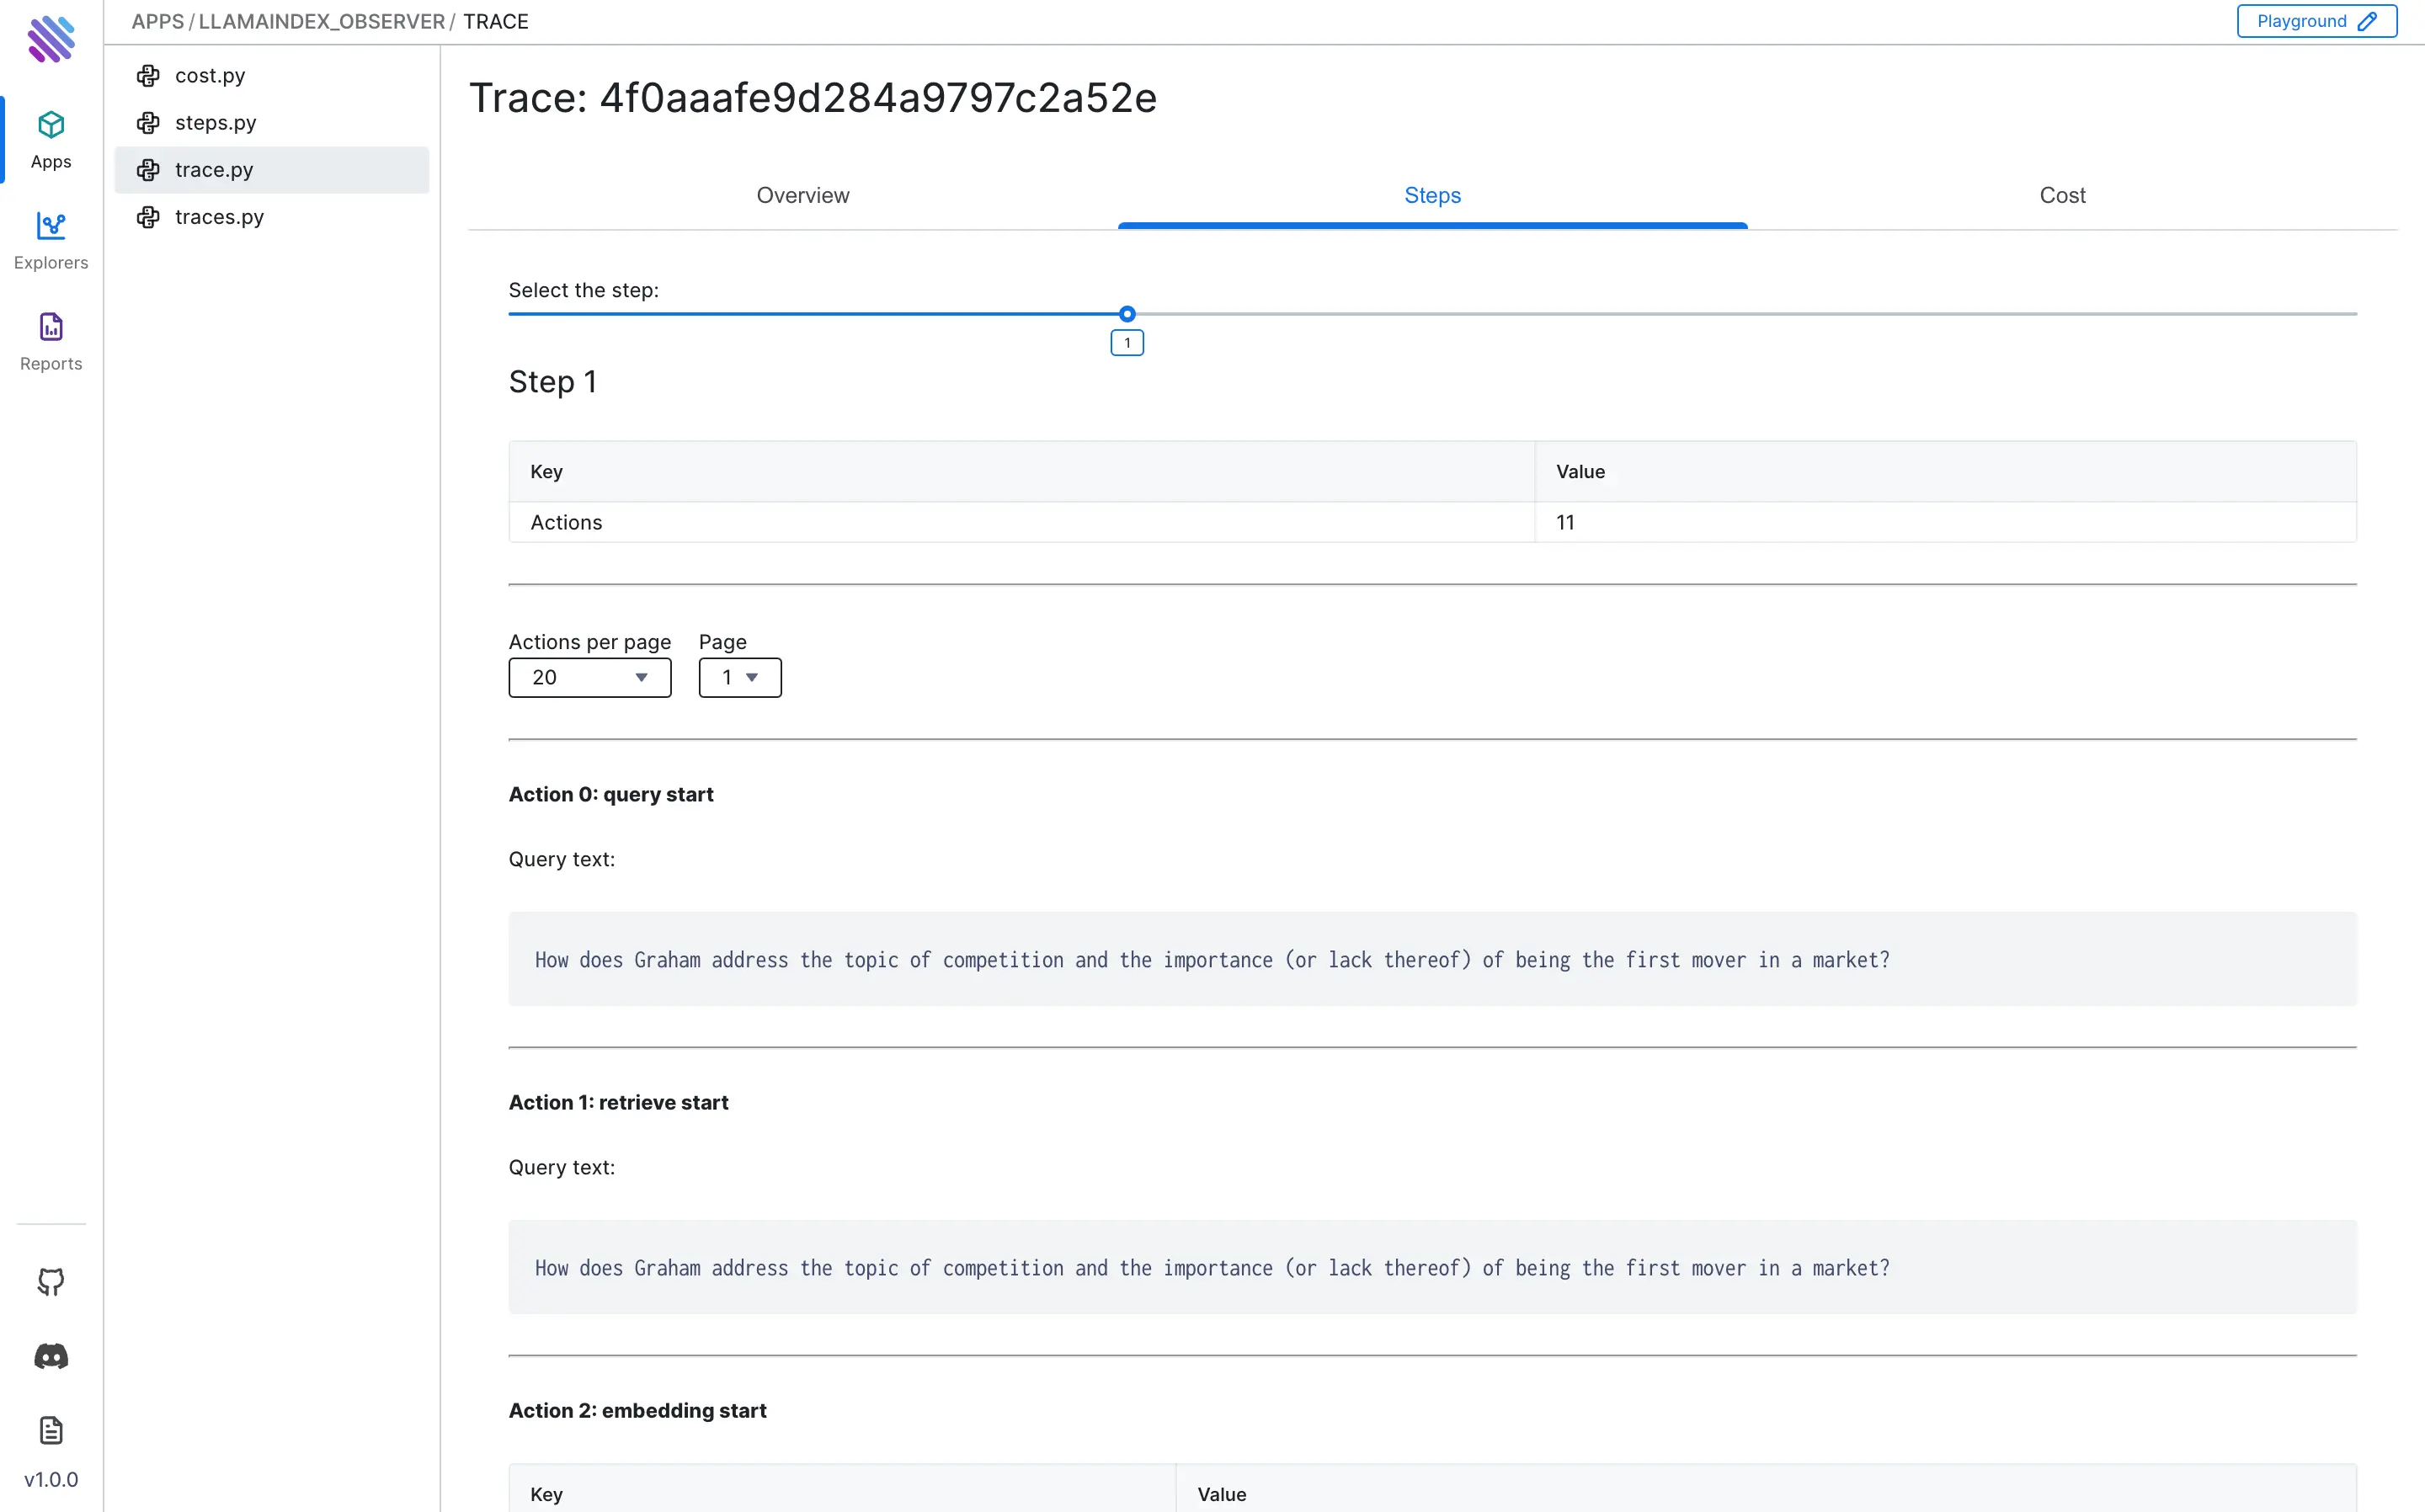 APPS / LLAMAINDEX_OBSERVER / TRACE
Playground
Apps
Explorers
Reports
v1.0.0
cost.py
steps.py
trace.py
traces.py
Trace: 4f0aaafe9d284a9797c2a52e
Overview
Steps
Cost
Select the step:
1
Step 1
Key Value
Actions 11
Actions per page Page
20 1
Action 0: query start
Query text:
How does Graham address the topic of competition and the importance (or lack thereof) of being the first mover in a market?
Action 1: retrieve start
Query text:
How does Graham address the topic of competition and the importance (or lack thereof) of being the first mover in a market?
Action 2: embedding start
Key Value